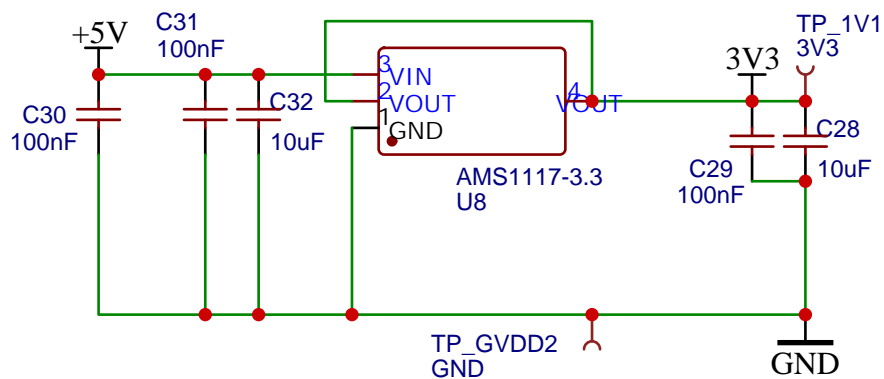 +5V
C31
100nF
TP_1V1
3V3
3V3
3
VIN
2
VOUT
4
VOUT
1
GND
C30
100nF
C32
10uF
C28
10uF
C29
100nF
AMS1117-3.3
U8
TP_GVDD2
GND
GND